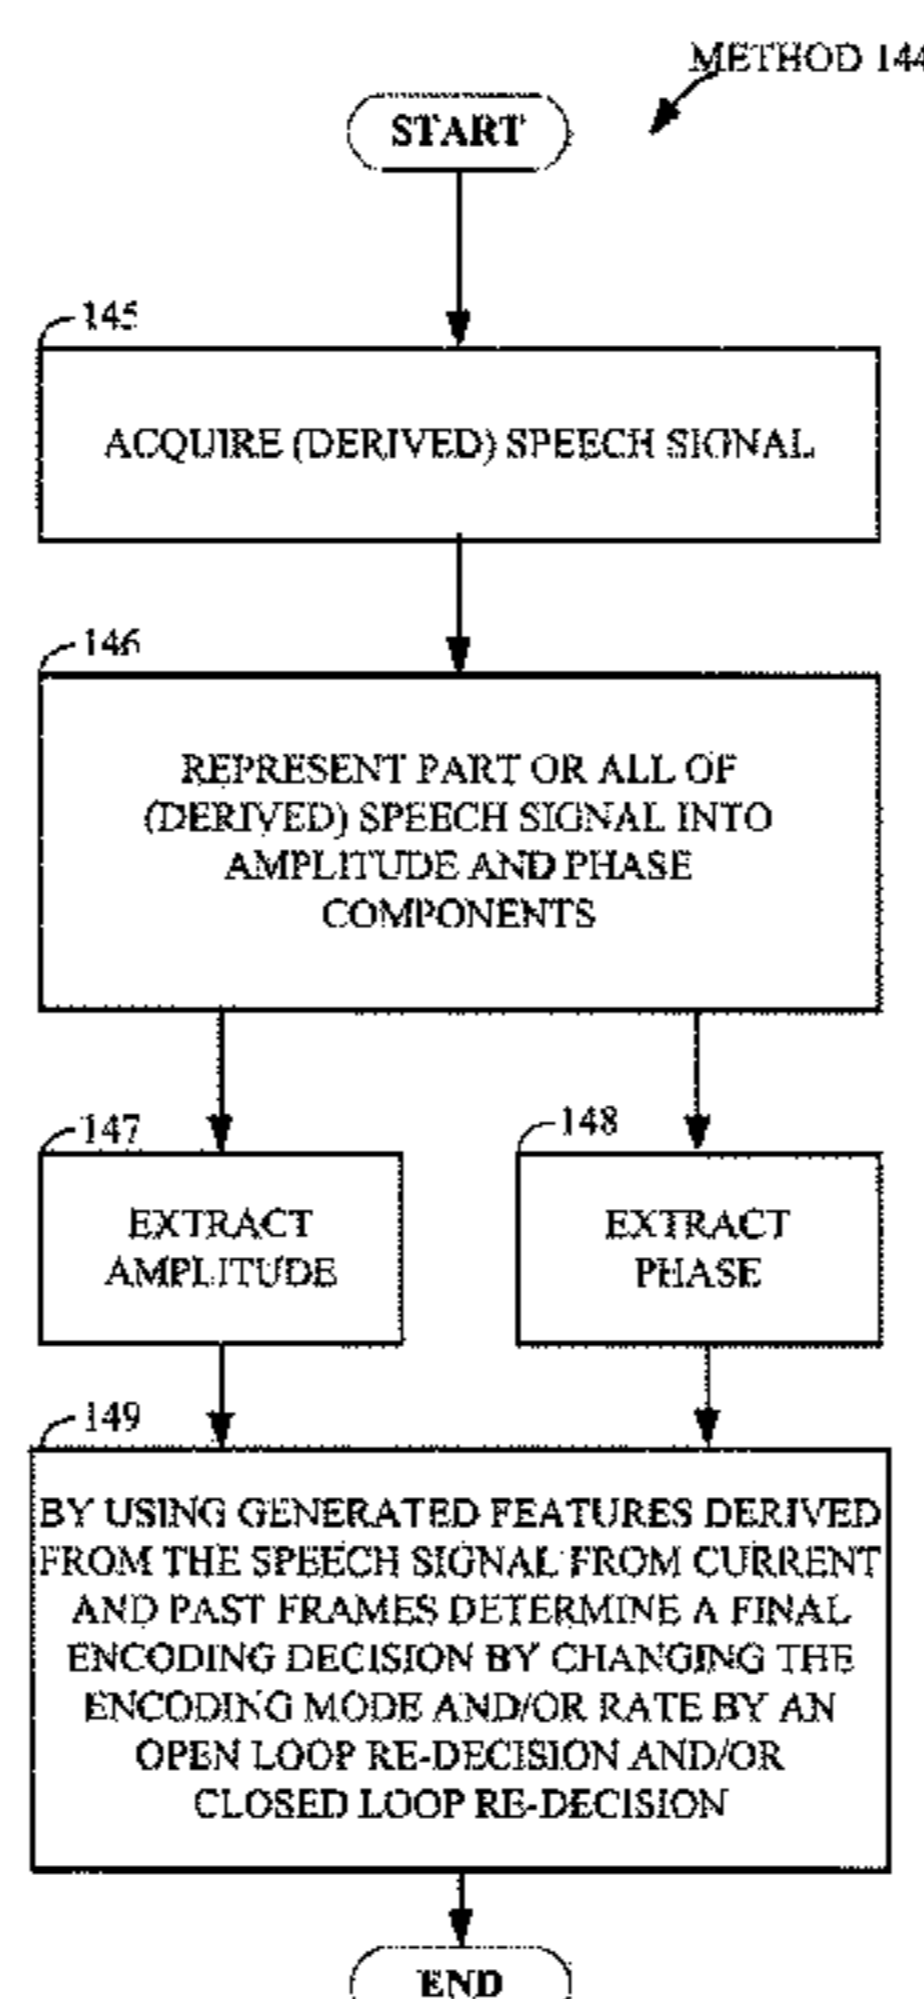 METHOD 144
START
145
ACQUIRE (DERIVED) SPEECH SIGNAL
146
REPRESENT PART OR ALL OF
(DERIVED) SPEECH SIGNAL INTO
AMPLITUDE AND PHASE
COMPONENTS
147
EXTRACT
AMPLITUDE
148
EXTRACT
PHASE
149
BY USING GENERATED FEATURES DERIVED
FROM THE SPEECH SIGNAL FROM CURRENT
AND PAST FRAMES DETERMINE A FINAL
ENCODING DECISION BY CHANGING THE
ENCODING MODE AND/OR RATE BY AN
OPEN LOOP RE-DECISION AND/OR
CLOSED LOOP RE-DECISION
END